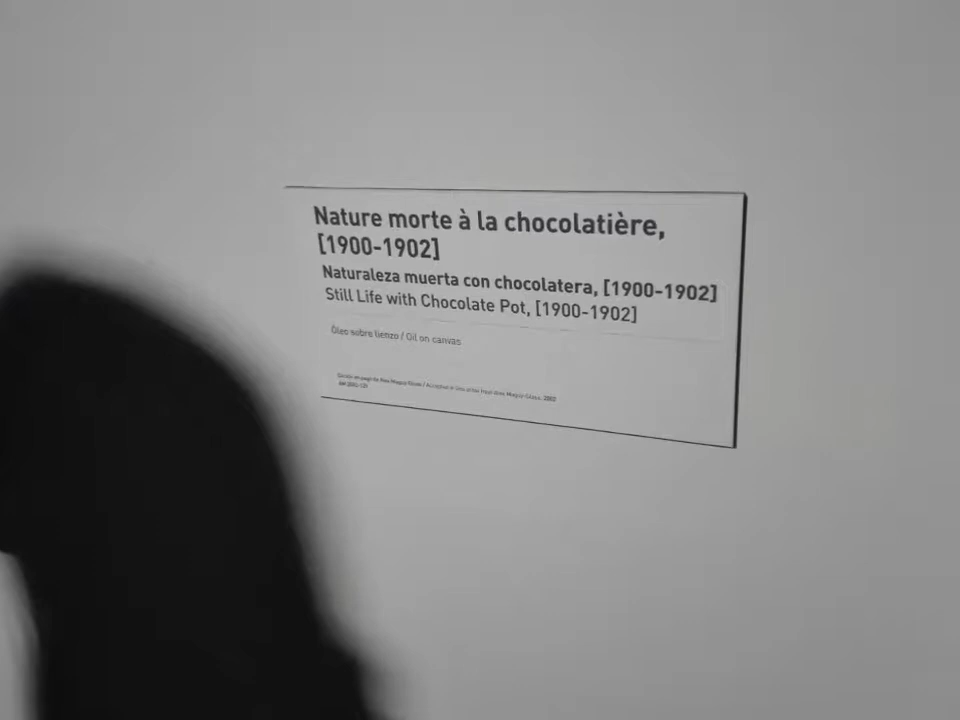 Nature morte à la chocolatière,
[1900-1902]
Naturaleza muerta con chocolatera, [1900-1902]
Still Life with Chocolate Pot, [1900-1902]
Óleo sobre lienzo / Oil on canvas